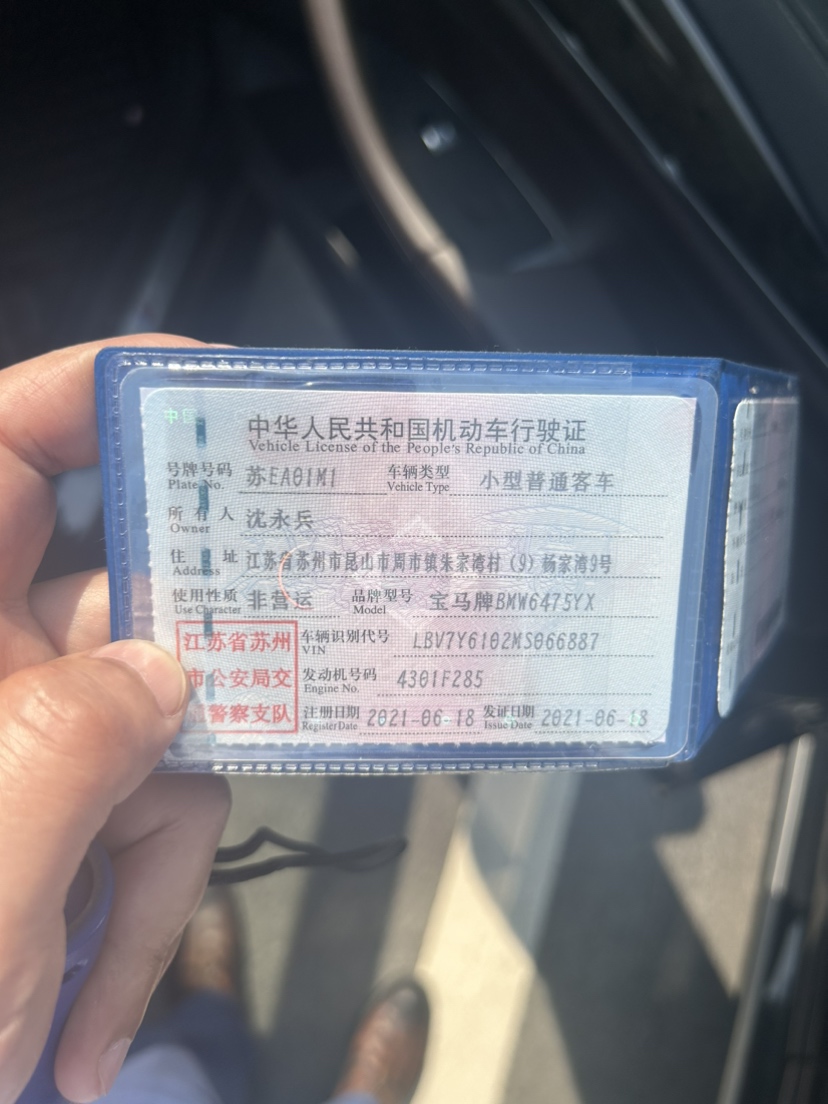 中华人民共和国机动车行驶证
Vehicle License of the People's Republic of China
号牌号码 苏EA01M1 车辆类型 小型普通客车
Plate No. Vehicle Type
所有人 沈永兵
Owner
住址 江苏省苏州市昆山市周市镇朱家湾村（9）杨家湾9号
Address
使用性质 非营运 品牌型号 宝马牌BMW6475YX
Use Character Model
江苏省苏州 车辆识别代号 LBV7Y6102MS066887
VIN
市公安局交 发动机号码 4301F285
Engine No.
警察支队 注册日期 2021-06-18 发证日期 2021-06-18
Register Date Issue Date